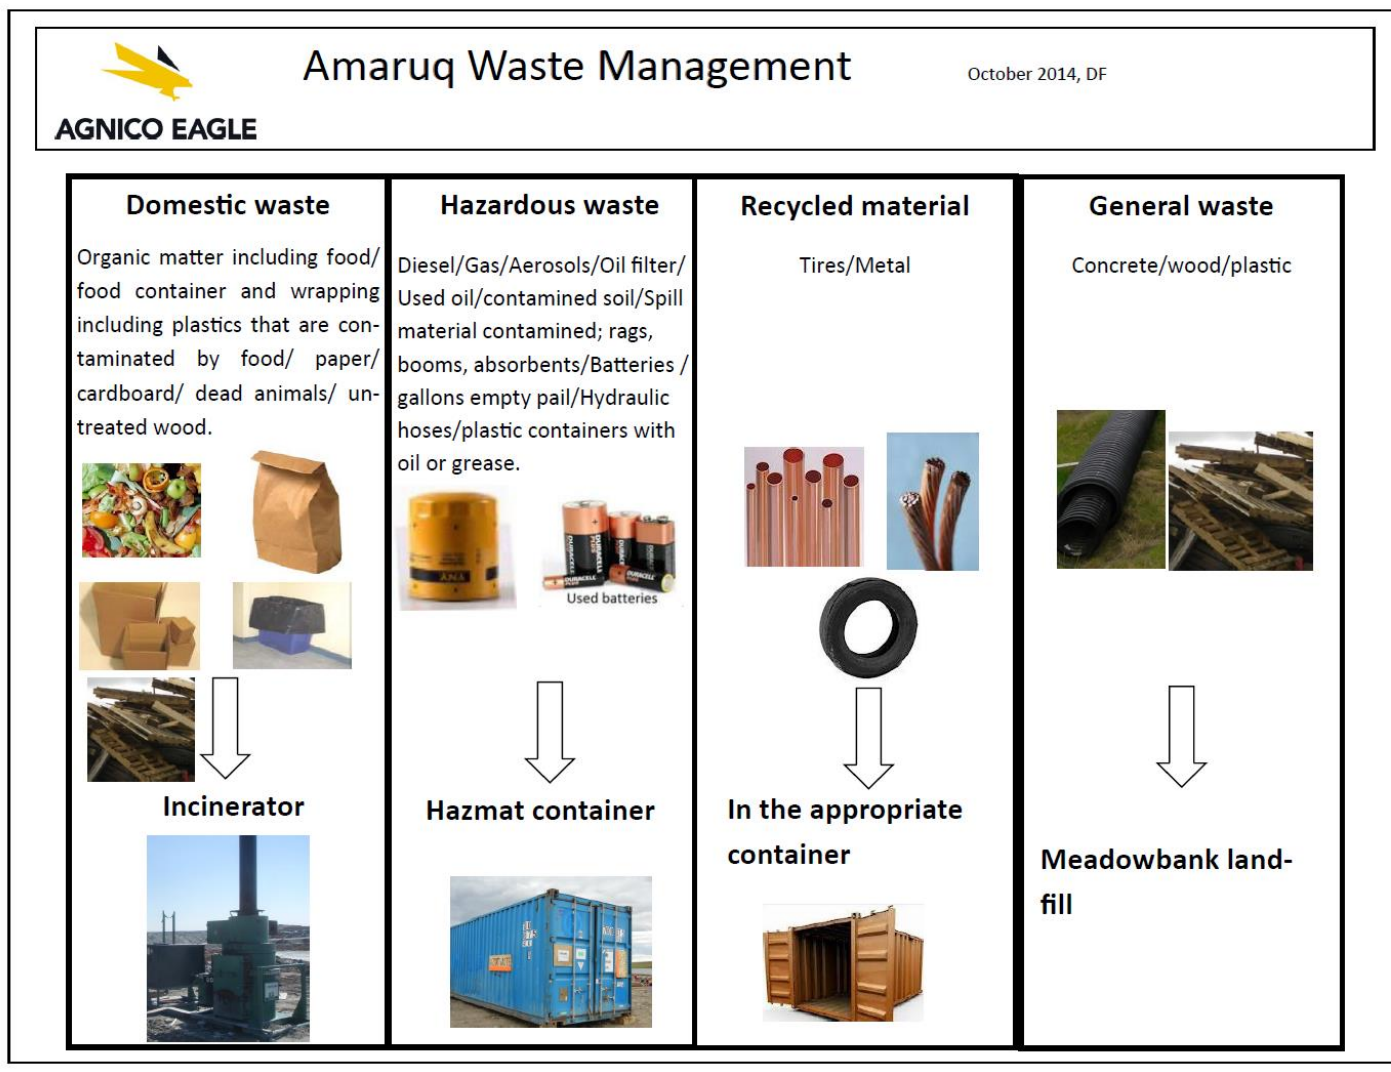 Amaruq Waste Management
October 2014, DF
AGNICO EAGLE
Domestic waste
Organic matter including food/
food container and wrapping
including plastics that are con-
taminated by food/ paper/
cardboard/ dead animals/ un-
treated wood.
Incinerator
Hazardous waste
Diesel/Gas/Aerosols/Oil filter/
Used oil/contamined soil/Spill
material contamined; rags,
booms, absorbents/Batteries /
gallons empty pail/Hydraulic
hoses/plastic containers with
oil or grease.
DURACELL
DURACELL
Used batteries
Hazmat container
Recycled material
Tires/Metal
In the appropriate
container
General waste
Concrete/wood/plastic
Meadowbank land-
fill